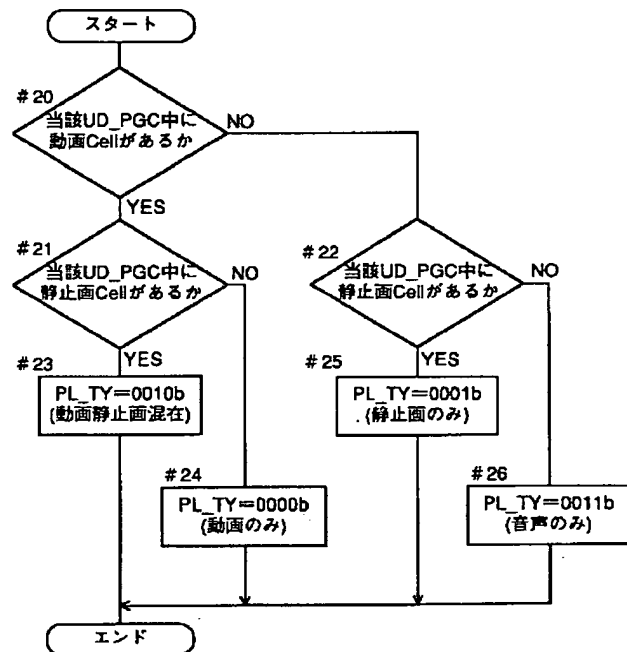 スタート
#20
当該UD_PGC中に
動画Cellがあるか
NO
YES
#21
当該UD_PGC中に
静止画Cellがあるか
NO
YES
#22
当該UD_PGC中に
静止画Cellがあるか
NO
YES
#23
PL_TY=0010b
(動画静止画混在)
#25
PL_TY=0001b
(静止画のみ)
#24
PL_TY=0000b
(動画のみ)
#26
PL_TY=0011b
(音声のみ)
エンド